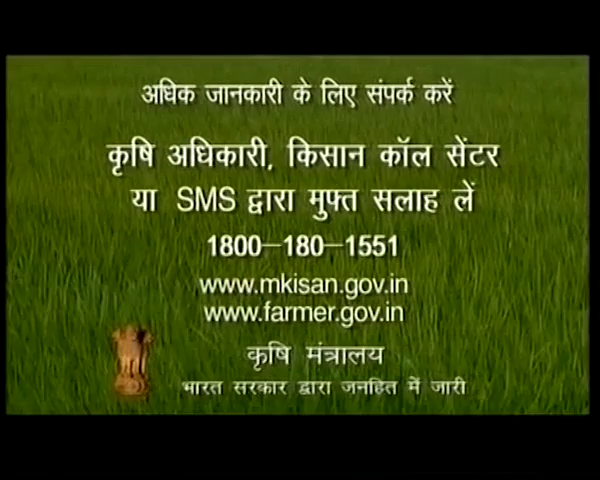 अधिक जानकारी के लिए संपर्क करें
कृषि अधिकारी, किसान कॉल सेंटर
या SMS द्वारा मुफ्त सलाह लें
1800-180-1551
www.mkisan.gov.in
www.farmer.gov.in
कृषि मंत्रालय
भारत सरकार द्वारा जनहित में जारी